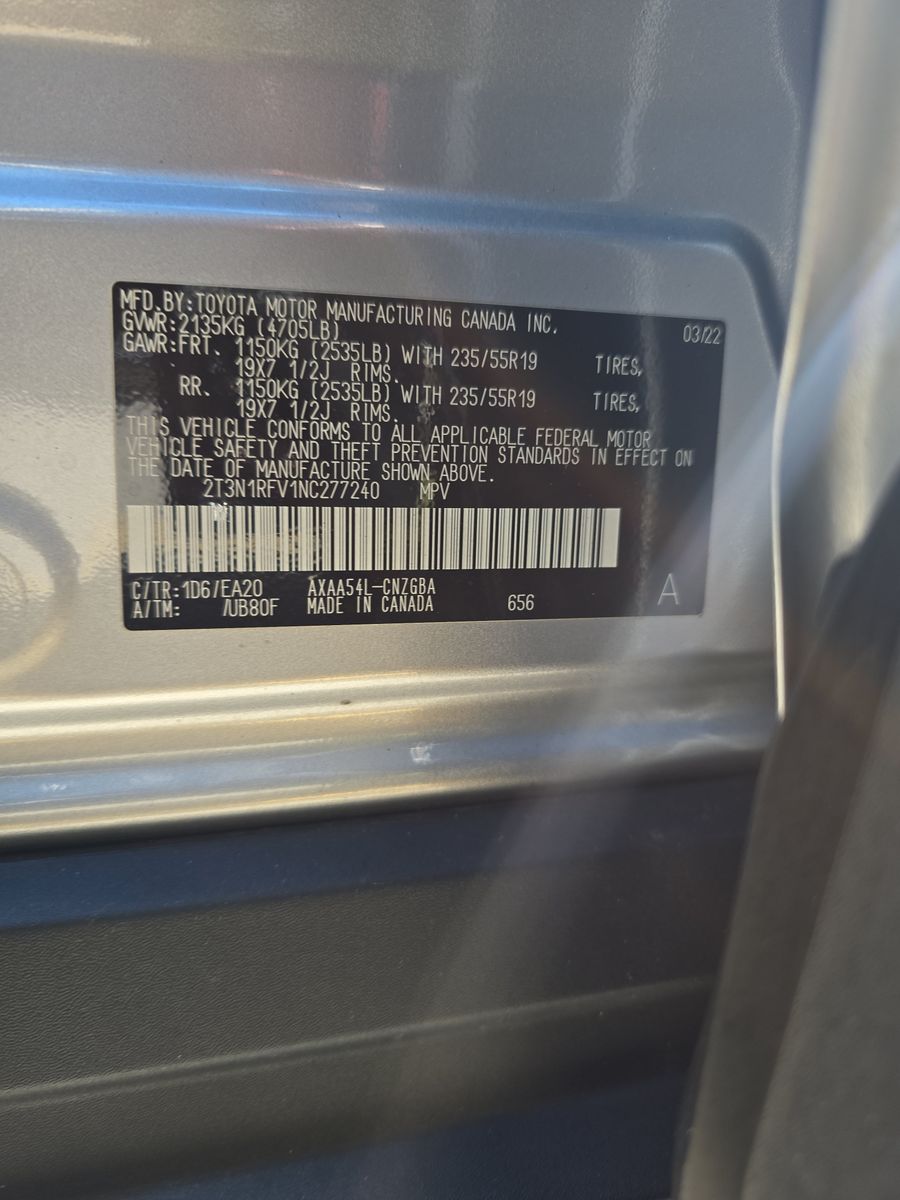 MFD.BY:TOYOTA MOTOR MANUFACTURING CANADA INC. 03/22
GVWR:2135KG (4705LB)
GAWR:FRT. 1150KG (2535LB) WITH 235/55R19 TIRES,
19X7 1/2J RIMS.
RR. 1150KG (2535LB) WITH 235/55R19 TIRES,
19X7 1/2J RIMS.
THIS VEHICLE CONFORMS TO ALL APPLICABLE FEDERAL MOTOR
VEHICLE SAFETY AND THEFT PREVENTION STANDARDS IN EFFECT ON
THE DATE OF MANUFACTURE SHOWN ABOVE.
2T3N1RFV1NC277240 MPV
C/TR:1D6/EA20 AXAA54L-CNZGBA
A/TM: /UB80F MADE IN CANADA 656 A